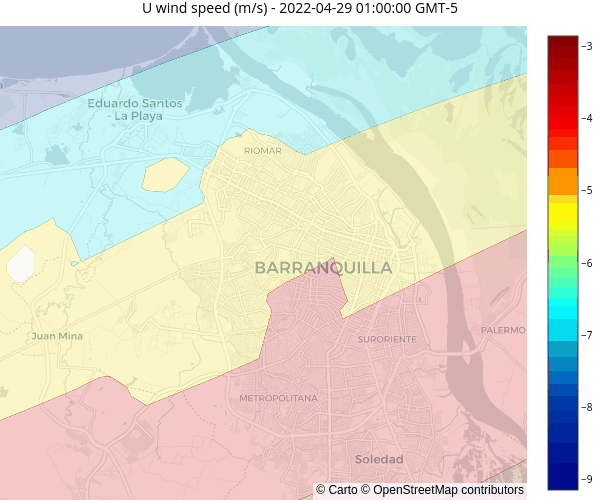 U wind speed (m/s) - 2022-04-29 01:00:00 GMT-5
Eduardo Santos
- La Playa
RIOMAR
BARRANQUILLA
Juan Mina
SURORIENTE
PALERMO
METROPOLITANA
Soledad
© Carto © OpenStreetMap contributors
−3
−4
−5
−6
−7
−8
−9